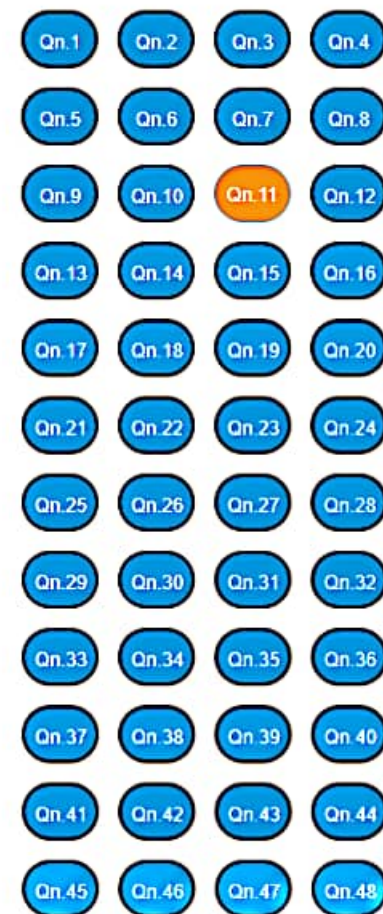 Qn.1 Qn.2 Qn.3 Qn.4
Qn.5 Qn.6 Qn.7 Qn.8
Qn.9 Qn.10 Qn.11 Qn.12
Qn.13 Qn.14 Qn.15 Qn.16
Qn.17 Qn.18 Qn.19 Qn.20
Qn.21 Qn.22 Qn.23 Qn.24
Qn.25 Qn.26 Qn.27 Qn.28
Qn.29 Qn.30 Qn.31 Qn.32
Qn.33 Qn.34 Qn.35 Qn.36
Qn.37 Qn.38 Qn.39 Qn.40
Qn.41 Qn.42 Qn.43 Qn.44
Qn.45 Qn.46 Qn.47 Qn.48